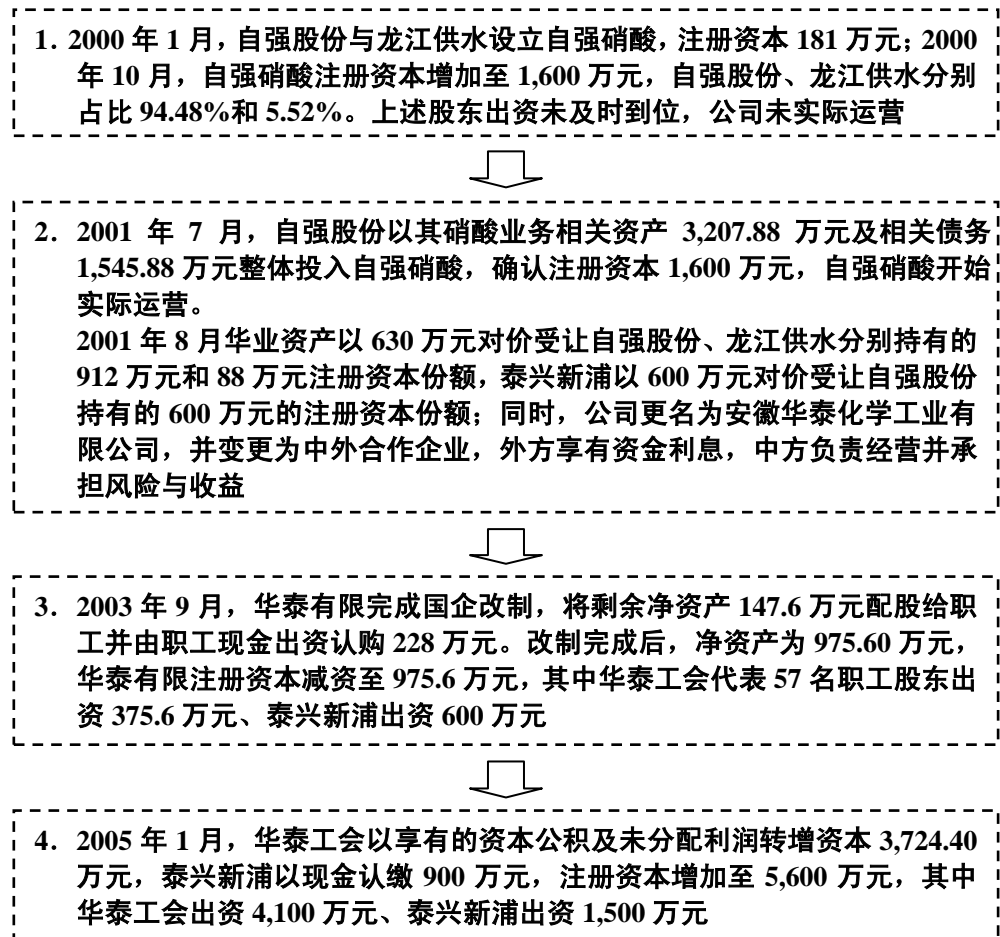 1. 2000 年 1 月，自强股份与龙江供水设立自强硝酸，注册资本 181 万元；2000
年 10 月，自强硝酸注册资本增加至 1,600 万元，自强股份、龙江供水分别
占比 94.48%和 5.52%。上述股东出资未及时到位，公司未实际运营
2. 2001 年 7 月，自强股份以其硝酸业务相关资产 3,207.88 万元及相关债务
1,545.88 万元整体投入自强硝酸，确认注册资本 1,600 万元，自强硝酸开始
实际运营。
2001 年 8 月华业资产以 630 万元对价受让自强股份、龙江供水分别持有的
912 万元和 88 万元注册资本份额，泰兴新浦以 600 万元对价受让自强股份
持有的 600 万元的注册资本份额；同时，公司更名为安徽华泰化学工业有
限公司，并变更为中外合作企业，外方享有资金利息，中方负责经营并承
担风险与收益
3. 2003 年 9 月，华泰有限完成国企改制，将剩余净资产 147.6 万元配股给职
工并由职工现金出资认购 228 万元。改制完成后，净资产为 975.60 万元，
华泰有限注册资本减资至 975.6 万元，其中华泰工会代表 57 名职工股东出
资 375.6 万元、泰兴新浦出资 600 万元
4. 2005 年 1 月，华泰工会以享有的资本公积及未分配利润转增资本 3,724.40
万元，泰兴新浦以现金认缴 900 万元，注册资本增加至 5,600 万元，其中
华泰工会出资 4,100 万元、泰兴新浦出资 1,500 万元